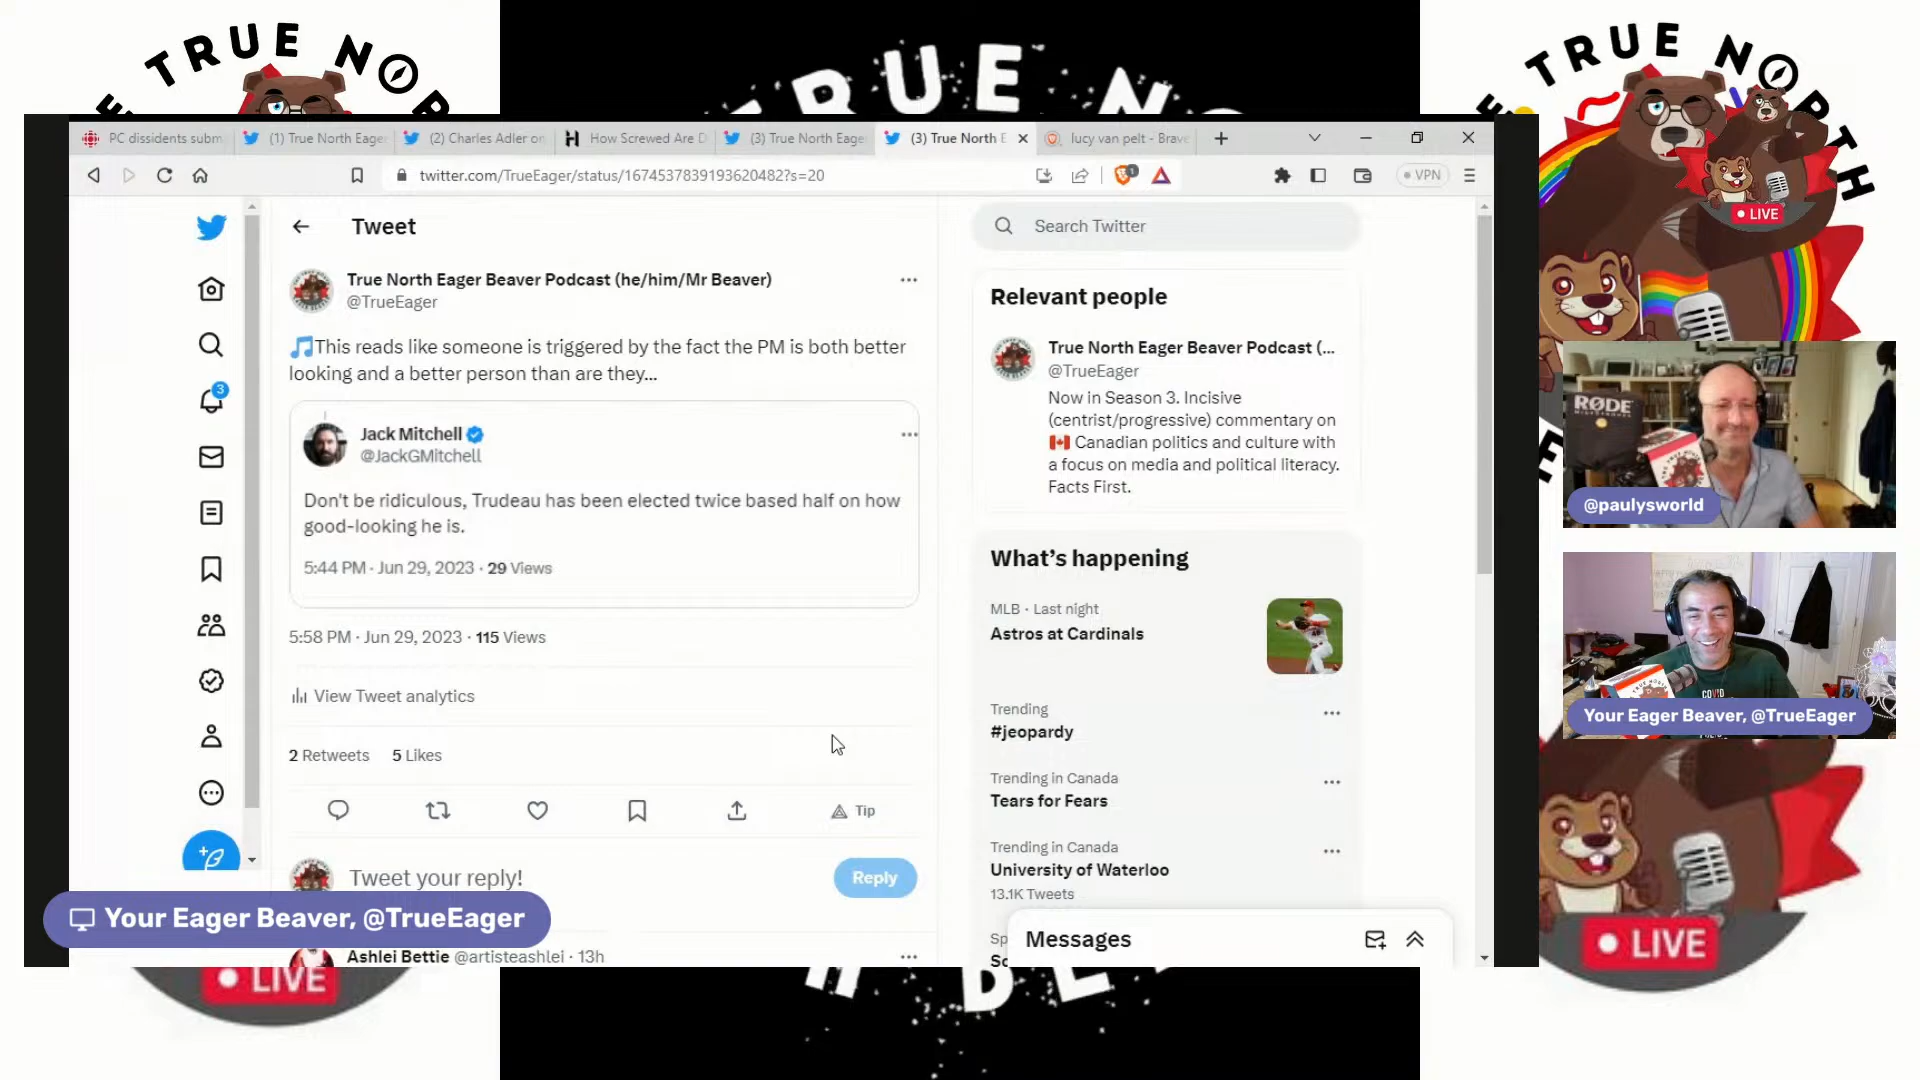 TRUE NOR
TRUE NO
TRUE NORTH
PC dissidents subm
(1) True North Eage
(2) Charles Adler on
How Screwed Are D
(3) True North Eage
(3) True North E
lucy van pelt - Brave
twitter.com/TrueEager/status/1674537839193620482?s=20
VPN
Tweet
Search Twitter
True North Eager Beaver Podcast (he/him/Mr Beaver)
@TrueEager
🎵This reads like someone is triggered by the fact the PM is both better
looking and a better person than are they...
Jack Mitchell
@JackGMitchell
Don't be ridiculous, Trudeau has been elected twice based half on how
good-looking he is.
5:44 PM · Jun 29, 2023 · 29 Views
5:58 PM · Jun 29, 2023 · 115 Views
View Tweet analytics
2 Retweets 5 Likes
Tip
Tweet your reply!
Reply
Ashlei Bettie @artisteashlei · 13h
3
Relevant people
True North Eager Beaver Podcast (...
@TrueEager
Now in Season 3. Incisive
(centrist/progressive) commentary on
🇨🇦 Canadian politics and culture with
a focus on media and political literacy.
Facts First.
What's happening
MLB · Last night
Astros at Cardinals
Trending
#jeopardy
Trending in Canada
Tears for Fears
Trending in Canada
University of Waterloo
13.1K Tweets
Sp
Sc
Messages
LIVE
RØDE
@paulysworld
COVID
Your Eager Beaver, @TrueEager
Your Eager Beaver, @TrueEager
LIVE
LIVE